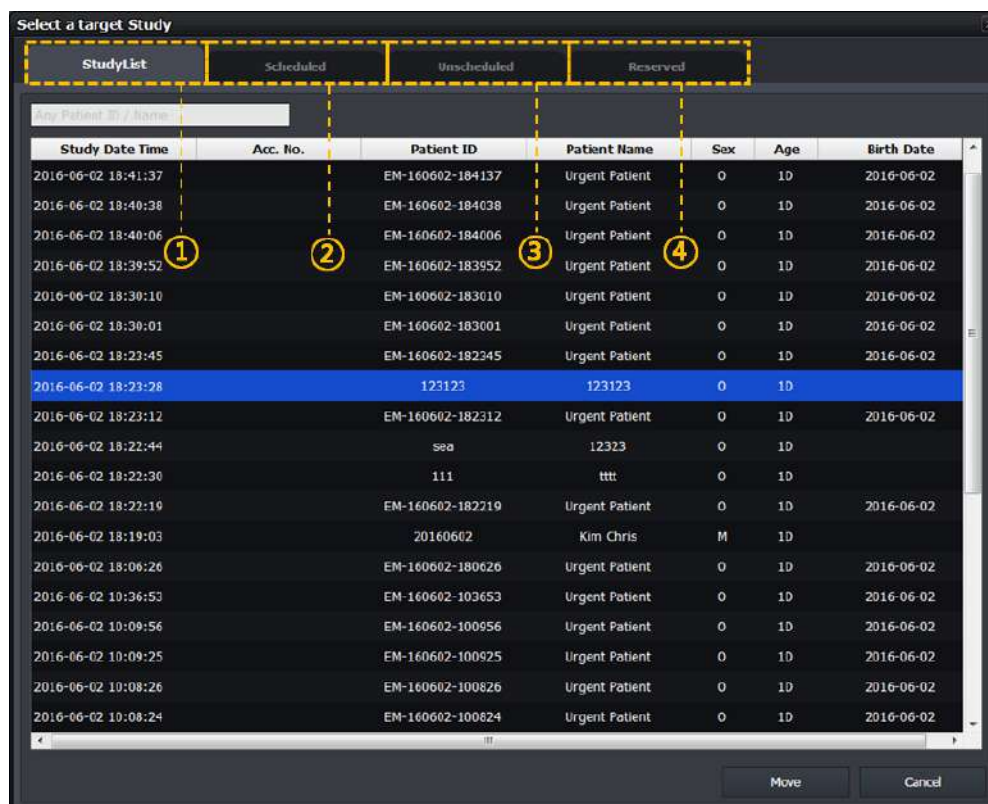 Select a target Study
StudyList Scheduled Unscheduled Reserved
Any Patient ID / Name
Study Date Time Acc. No. Patient ID Patient Name Sex Age Birth Date
2016-06-02 18:41:37 EM-160602-184137 Urgent Patient O 1D 2016-06-02
2016-06-02 18:40:38 EM-160602-184038 Urgent Patient O 1D 2016-06-02
2016-06-02 18:40:06 EM-160602-184006 Urgent Patient O 1D 2016-06-02
① ② ③ ④
2016-06-02 18:39:52 EM-160602-183952 Urgent Patient O 1D 2016-06-02
2016-06-02 18:30:10 EM-160602-183010 Urgent Patient O 1D 2016-06-02
2016-06-02 18:30:01 EM-160602-183001 Urgent Patient O 1D 2016-06-02
2016-06-02 18:23:45 EM-160602-182345 Urgent Patient O 1D 2016-06-02
2016-06-02 18:23:28 123123 123123 O 1D
2016-06-02 18:23:12 EM-160602-182312 Urgent Patient O 1D 2016-06-02
2016-06-02 18:22:44 sea 12323 O 1D
2016-06-02 18:22:30 111 tttt O 1D
2016-06-02 18:22:19 EM-160602-182219 Urgent Patient O 1D 2016-06-02
2016-06-02 18:19:03 20160602 Kim Chris M 1D
2016-06-02 18:06:26 EM-160602-180626 Urgent Patient O 1D 2016-06-02
2016-06-02 10:36:53 EM-160602-103653 Urgent Patient O 1D 2016-06-02
2016-06-02 10:09:56 EM-160602-100956 Urgent Patient O 1D 2016-06-02
2016-06-02 10:09:25 EM-160602-100925 Urgent Patient O 1D 2016-06-02
2016-06-02 10:08:26 EM-160602-100826 Urgent Patient O 1D 2016-06-02
2016-06-02 10:08:24 EM-160602-100824 Urgent Patient O 1D 2016-06-02
Move Cancel